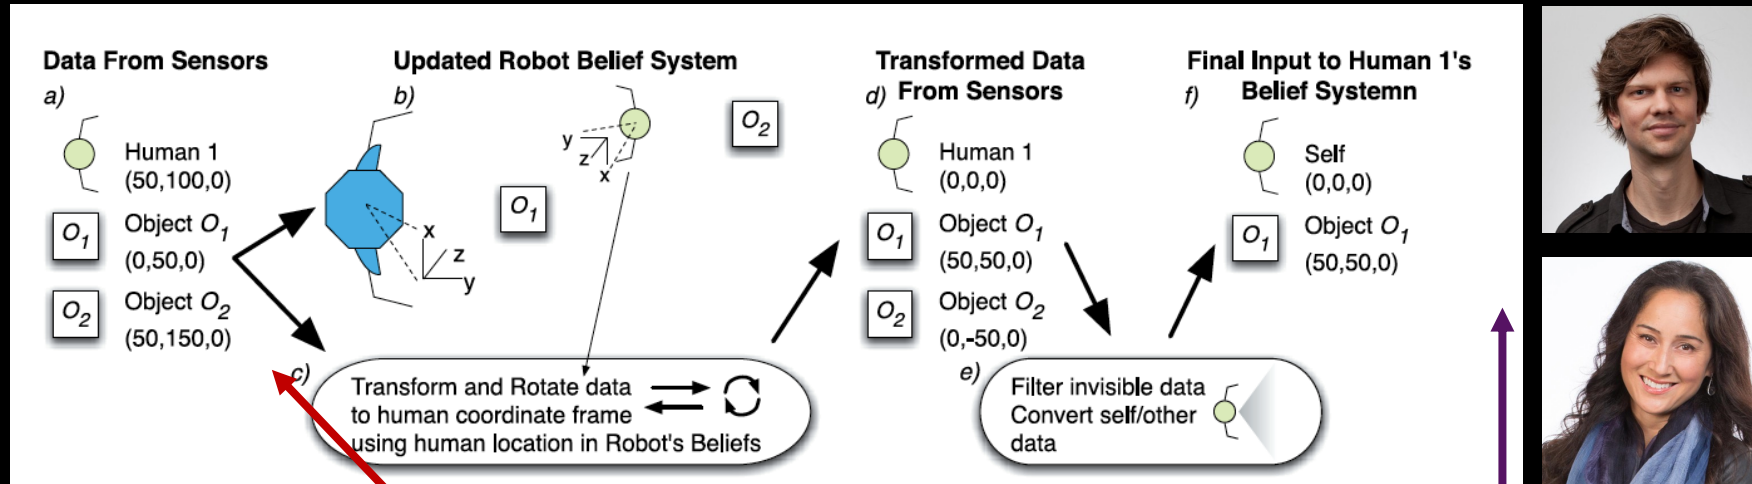 Data From Sensors
a)
Human 1
(50,100,0)
O1
Object O1
(0,50,0)
O2
Object O2
(50,150,0)
Updated Robot Belief System
b)
x
z
y
O1
y
z
x
O2
c)
Transform and Rotate data
to human coordinate frame
using human location in Robot's Beliefs
Transformed Data
d) From Sensors
Human 1
(0,0,0)
O1
Object O1
(50,50,0)
O2
Object O2
(0,-50,0)
e)
Filter invisible data
Convert self/other
data
Final Input to Human 1's
f) Belief Systemn
Self
(0,0,0)
O1
Object O1
(50,50,0)